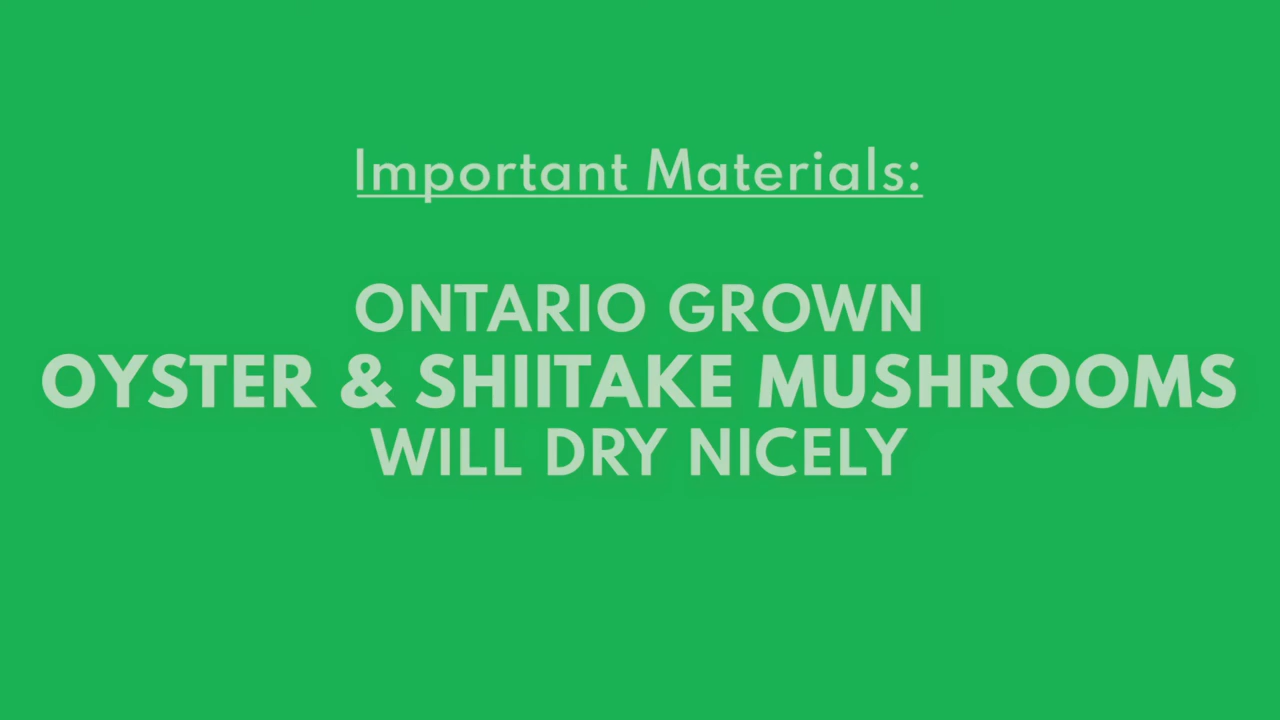 Important Materials:
ONTARIO GROWN
OYSTER & SHIITAKE MUSHROOMS
WILL DRY NICELY